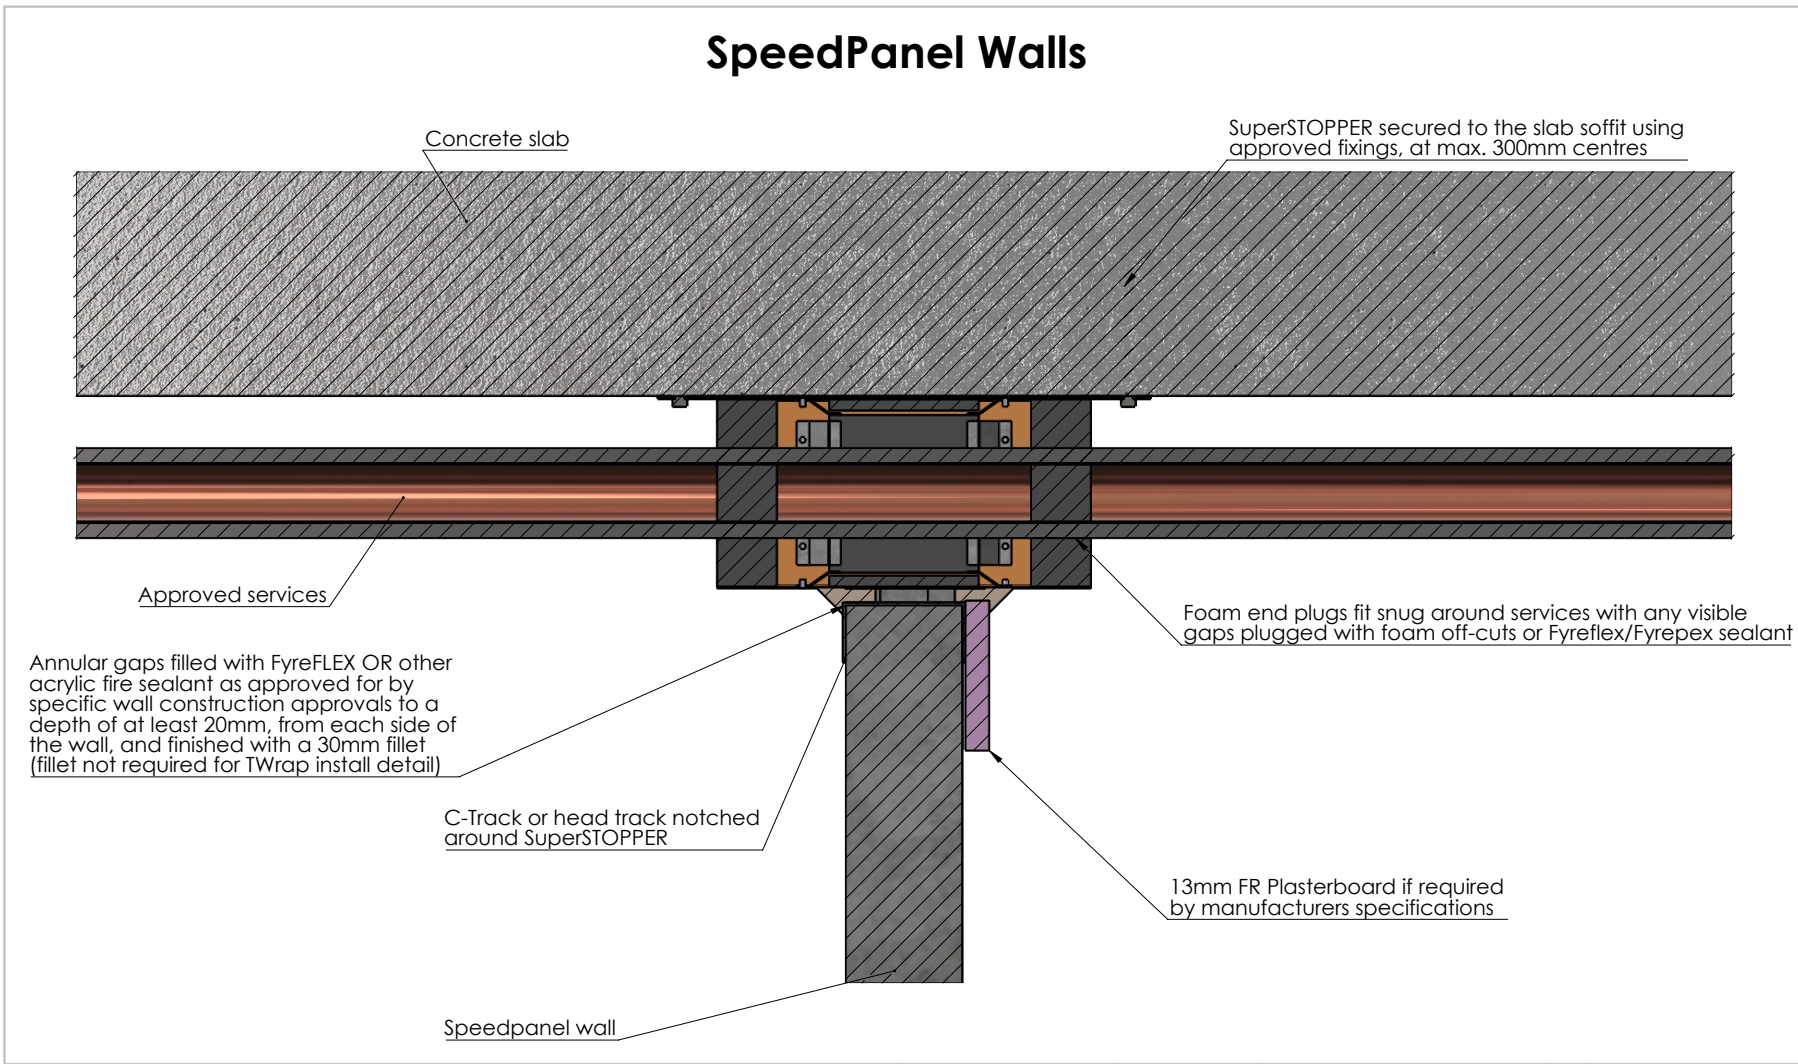 SpeedPanel Walls
Concrete slab
SuperSTOPPER secured to the slab soffit using
approved fixings, at max. 300mm centres
Approved services
Foam end plugs fit snug around services with any visible
gaps plugged with foam off-cuts or Fyreflex/Fyrepex sealant
Annular gaps filled with FyreFLEX OR other
acrylic fire sealant as approved for by
specific wall construction approvals to a
depth of at least 20mm, from each side of
the wall, and finished with a 30mm fillet
(fillet not required for TWrap install detail)
C-Track or head track notched
around SuperSTOPPER
13mm FR Plasterboard if required
by manufacturers specifications
Speedpanel wall